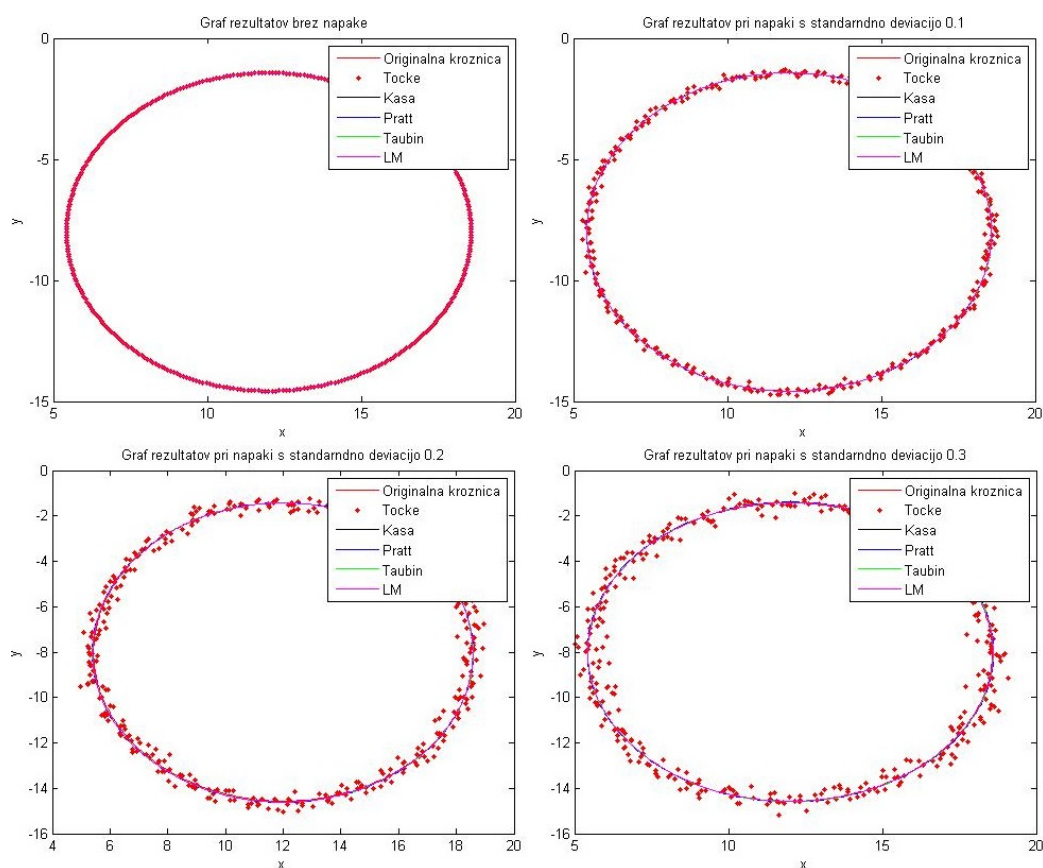 Graf rezultatov brez napake
0
-5
-10
-15
y
5
10
15
20
x
Originalna kroznica
Tocke
Kasa
Pratt
Taubin
LM
Graf rezultatov pri napaki s standarndno deviacijo 0.1
0
-5
-10
-15
y
5
10
15
20
x
Originalna kroznica
Tocke
Kasa
Pratt
Taubin
LM
Graf rezultatov pri napaki s standarndno deviacijo 0.2
0
-2
-4
-6
-8
-10
-12
-14
-16
y
4
6
8
10
12
14
16
18
20
x
Originalna kroznica
Tocke
Kasa
Pratt
Taubin
LM
Graf rezultatov pri napaki s standarndno deviacijo 0.3
0
-2
-4
-6
-8
-10
-12
-14
-16
y
5
10
15
20
x
Originalna kroznica
Tocke
Kasa
Pratt
Taubin
LM